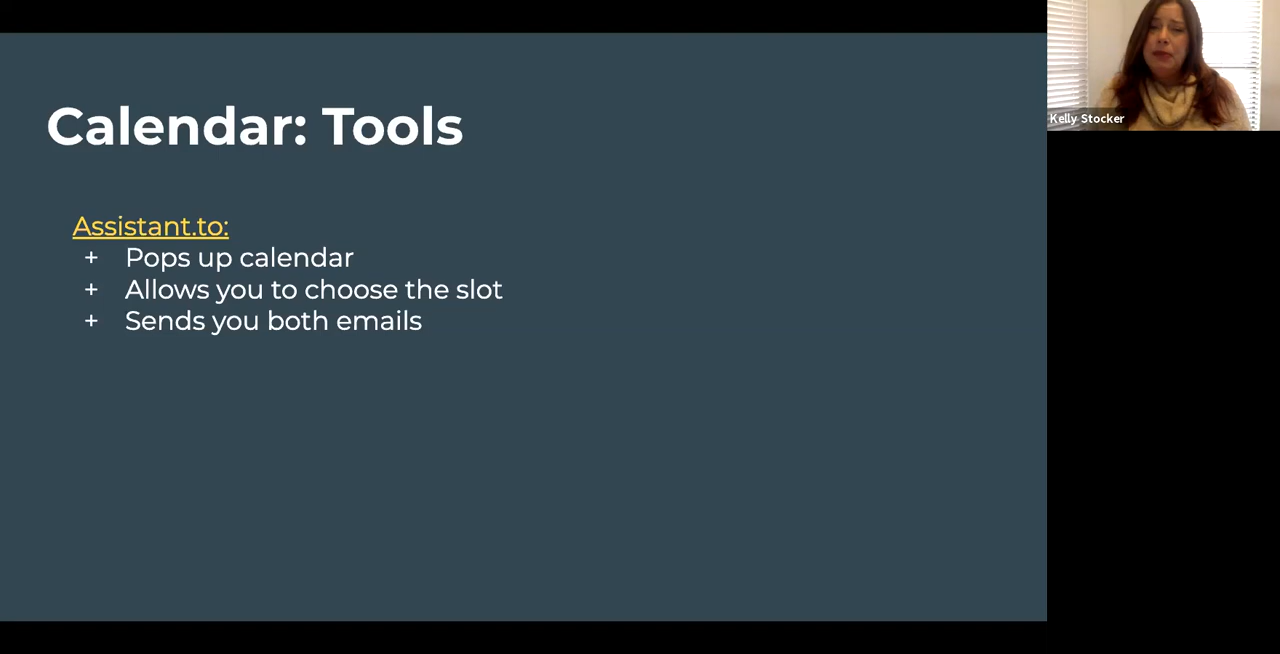 Calendar: Tools
Assistant.to:
+ Pops up calendar
+ Allows you to choose the slot
+ Sends you both emails
Kelly Stocker